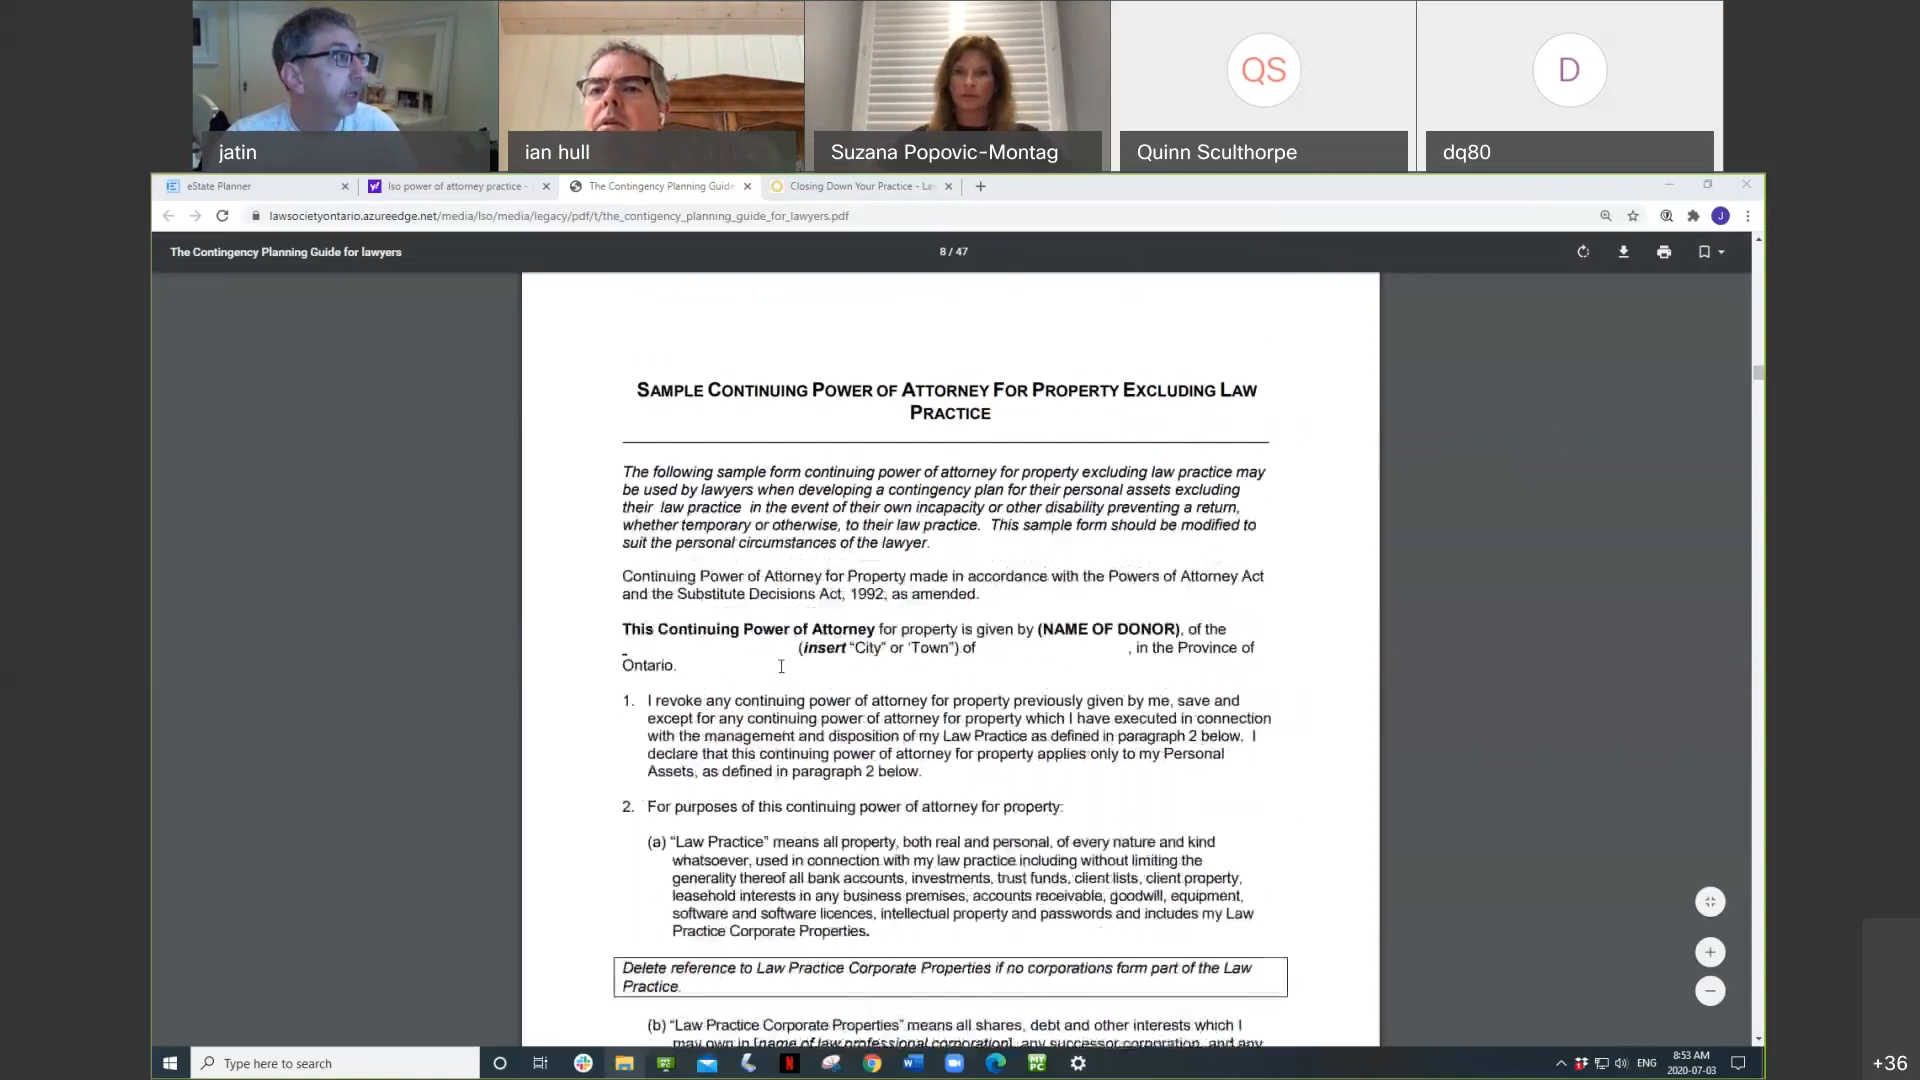 QS
D
jatin
ian hull
Suzana Popovic-Montag
Quinn Sculthorpe
dq80
eState Planner
lso power of attorney practice -
The Contingency Planning Guide
Closing Down Your Practice - La
lawsocietyontario.azureedge.net/media/lso/media/legacy/pdf/t/the_contigency_planning_guide_for_lawyers.pdf
J
The Contingency Planning Guide for lawyers
8 / 47
SAMPLE CONTINUING POWER OF ATTORNEY FOR PROPERTY EXCLUDING LAW
PRACTICE
The following sample form continuing power of attorney for property excluding law practice may
be used by lawyers when developing a contingency plan for their personal assets excluding
their law practice in the event of their own incapacity or other disability preventing a return,
whether temporary or otherwise, to their law practice. This sample form should be modified to
suit the personal circumstances of the lawyer.
Continuing Power of Attorney for Property made in accordance with the Powers of Attorney Act
and the Substitute Decisions Act, 1992, as amended.
This Continuing Power of Attorney for property is given by (NAME OF DONOR), of the
(insert “City” or ‘Town”) of , in the Province of
Ontario.
1. I revoke any continuing power of attorney for property previously given by me, save and
except for any continuing power of attorney for property which I have executed in connection
with the management and disposition of my Law Practice as defined in paragraph 2 below. I
declare that this continuing power of attorney for property applies only to my Personal
Assets, as defined in paragraph 2 below.
2. For purposes of this continuing power of attorney for property:
(a) “Law Practice” means all property, both real and personal, of every nature and kind
whatsoever, used in connection with my law practice including without limiting the
generality thereof all bank accounts, investments, trust funds, client lists, client property,
leasehold interests in any business premises, accounts receivable, goodwill, equipment,
software and software licences, intellectual property and passwords and includes my Law
Practice Corporate Properties.
Delete reference to Law Practice Corporate Properties if no corporations form part of the Law
Practice.
(b) “Law Practice Corporate Properties” means all shares, debt and other interests which I
may own in [name of law professional corporation], any successor corporation, and any
Type here to search
N
MY PC
ENG
8:53 AM
2020-07-03
+36